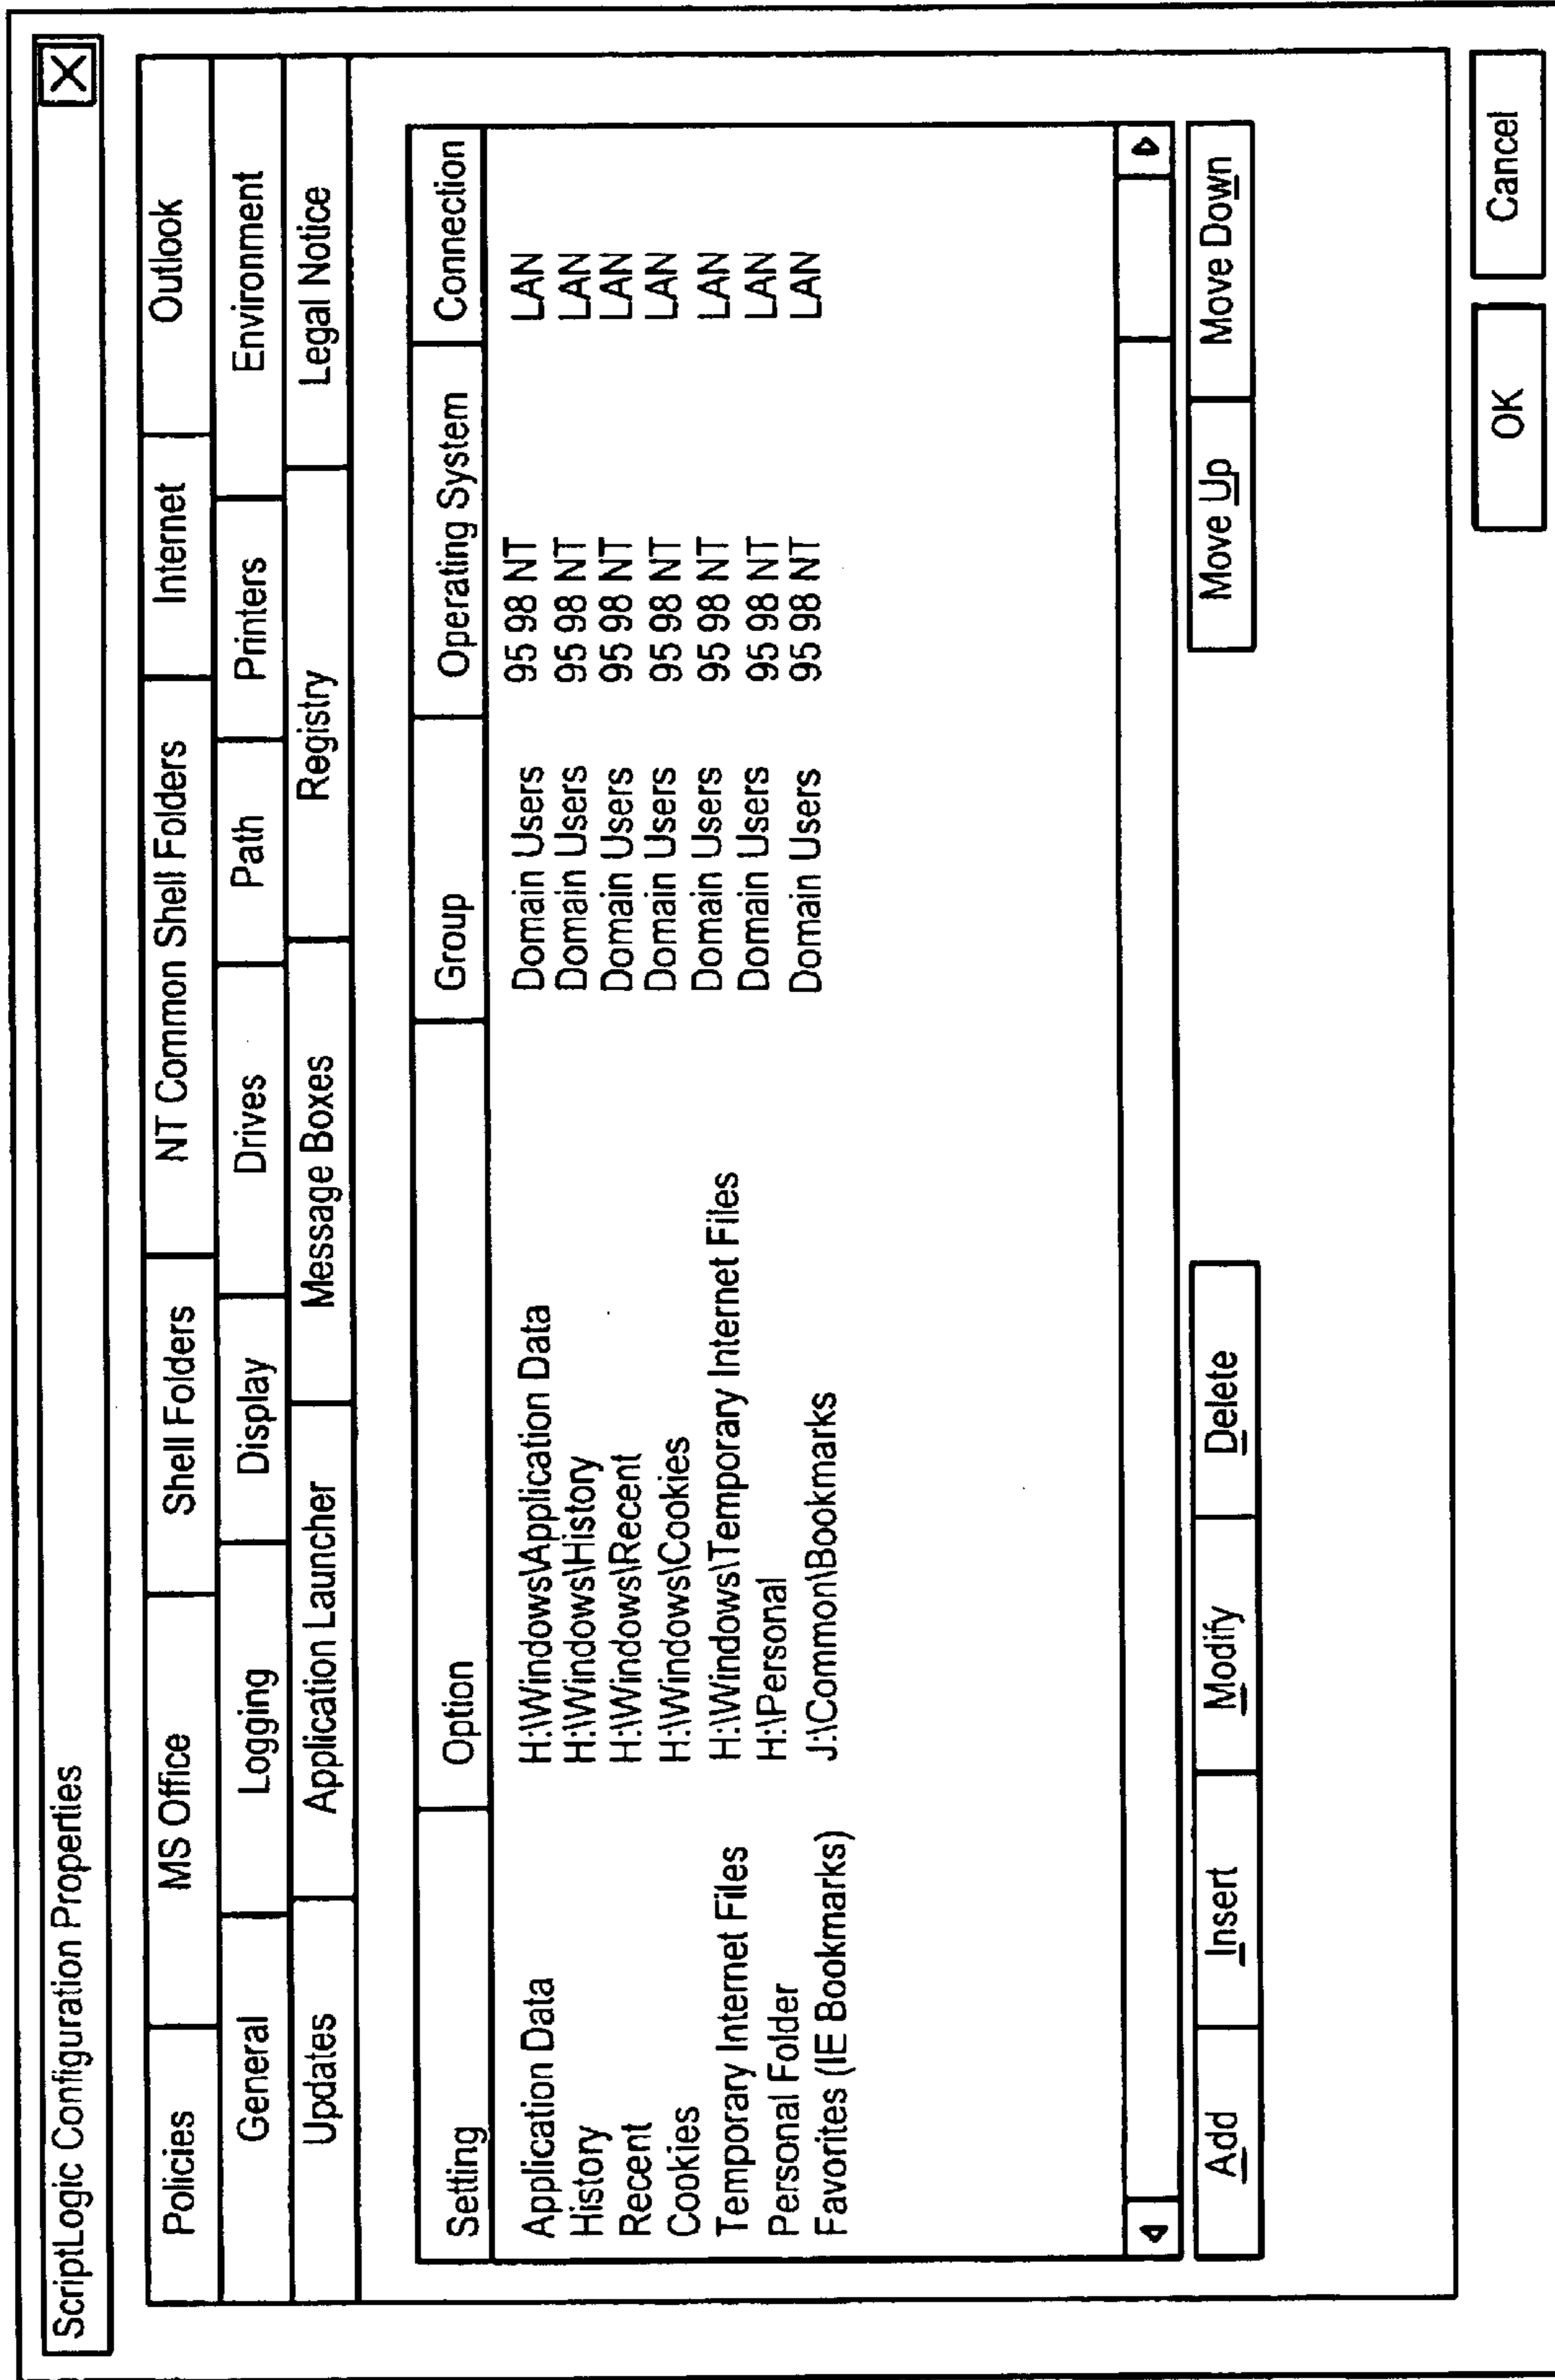 ScriptLogic Configuration Properties
Policies MS Office Shell Folders NT Common Shell Folders Internet Outlook
General Logging Display Drives Path Printers Environment
Updates Application Launcher Message Boxes Registry Legal Notice
Setting Option Group Operating System Connection
Application Data H:\Windows\Application Data Domain Users 95 98 NT LAN
History H:\Windows\History Domain Users 95 98 NT LAN
Recent H:\Windows\Recent Domain Users 95 98 NT LAN
Cookies H:\Windows\Cookies Domain Users 95 98 NT LAN
Temporary Internet Files H:\Windows\Temporary Internet Files Domain Users 95 98 NT LAN
Personal Folder H:\Personal Domain Users 95 98 NT LAN
Favorites (IE Bookmarks) J:\Common\Bookmarks Domain Users 95 98 NT LAN
Add Insert Modify Delete Move Up Move Down
OK Cancel